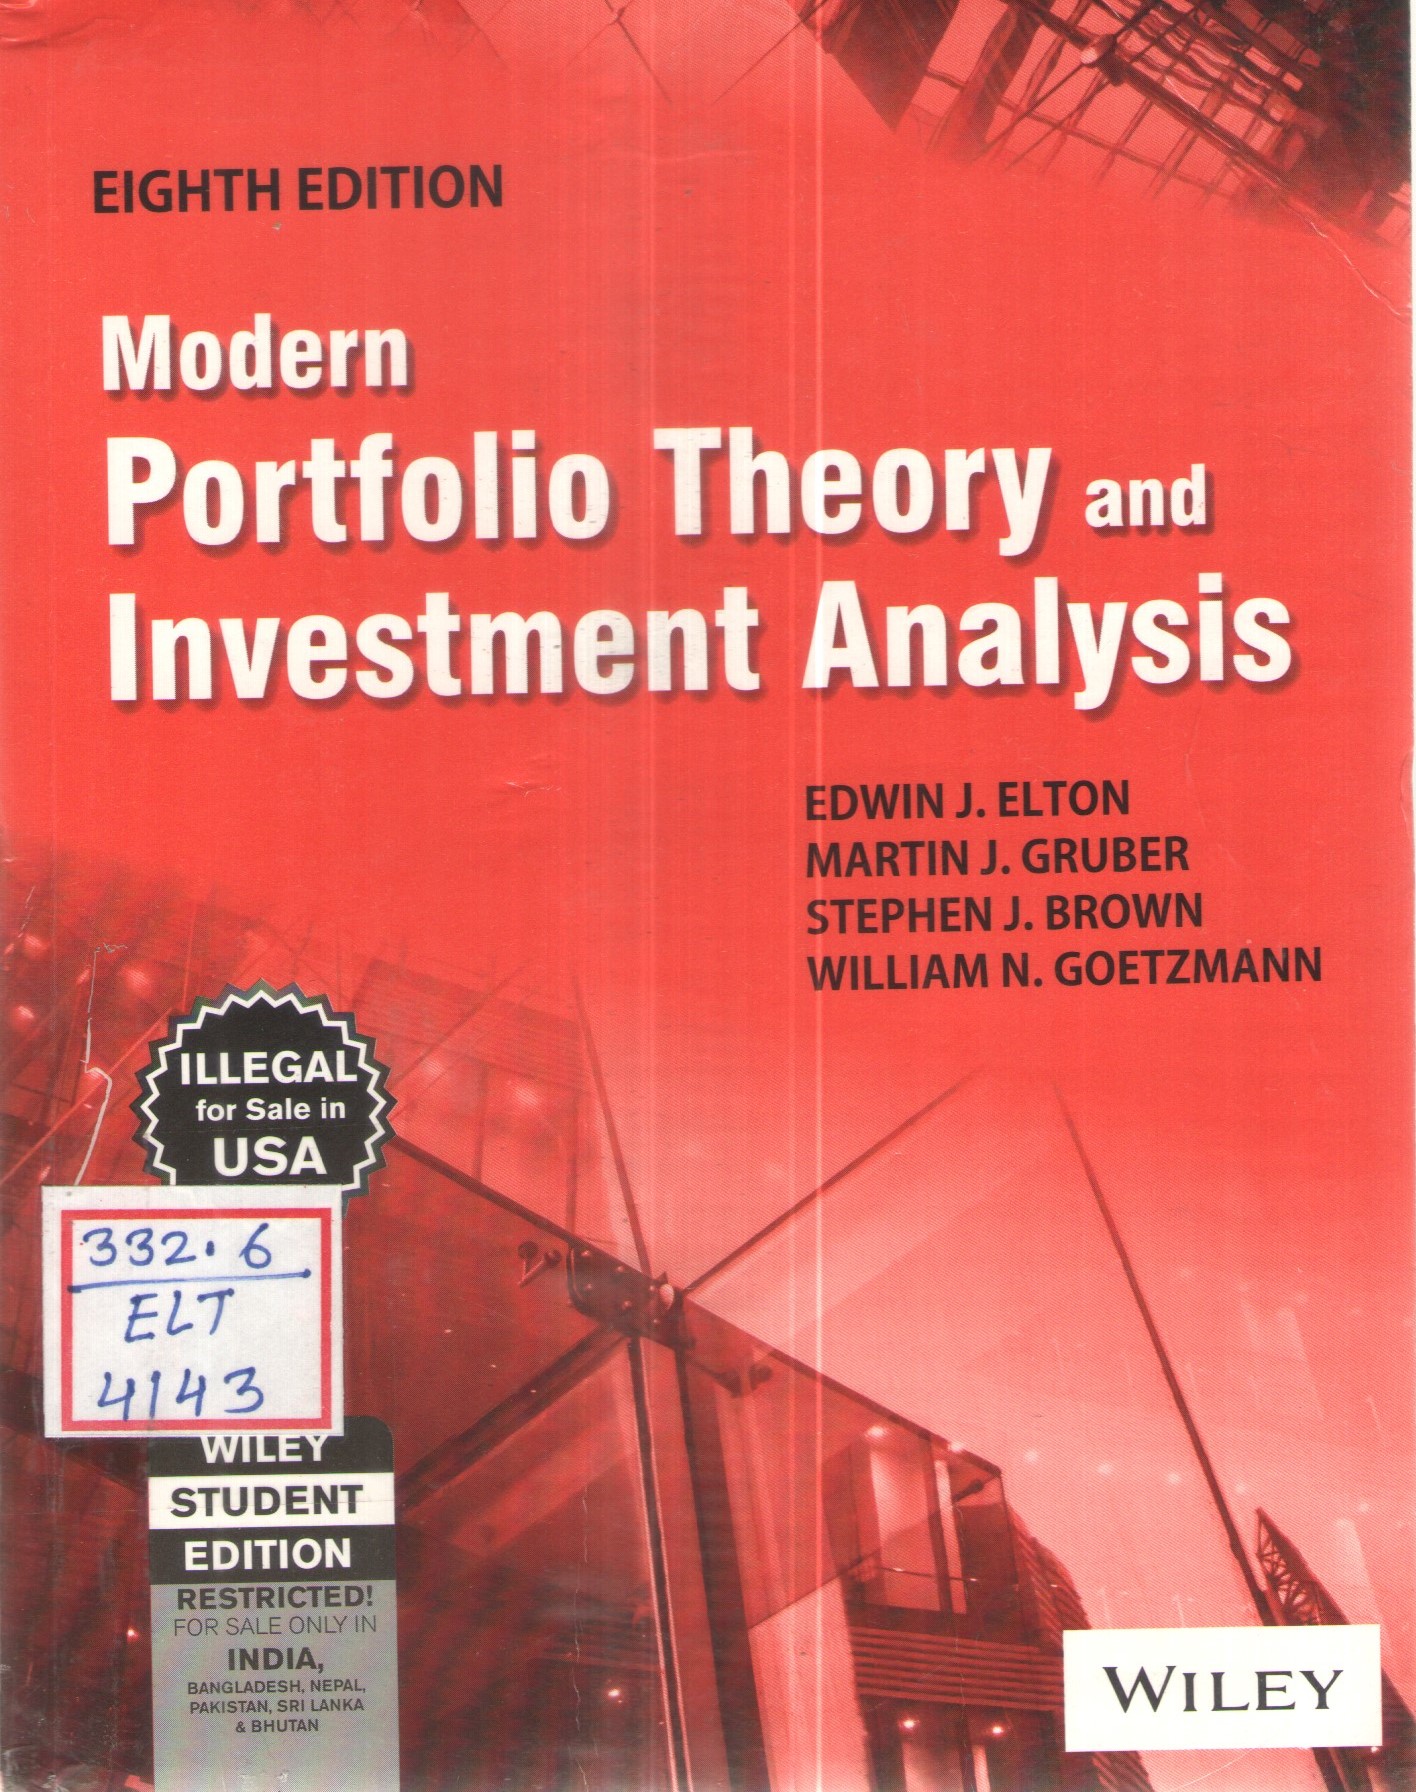 EIGHTH EDITION
Modern
Portfolio Theory and
Investment Analysis
EDWIN J. ELTON
MARTIN J. GRUBER
STEPHEN J. BROWN
WILLIAM N. GOETZMANN
ILLEGAL
for Sale in
USA
332.6
ELT
4143
WILEY
STUDENT
EDITION
RESTRICTED!
FOR SALE ONLY IN
INDIA,
BANGLADESH, NEPAL,
PAKISTAN, SRI LANKA
& BHUTAN
WILEY